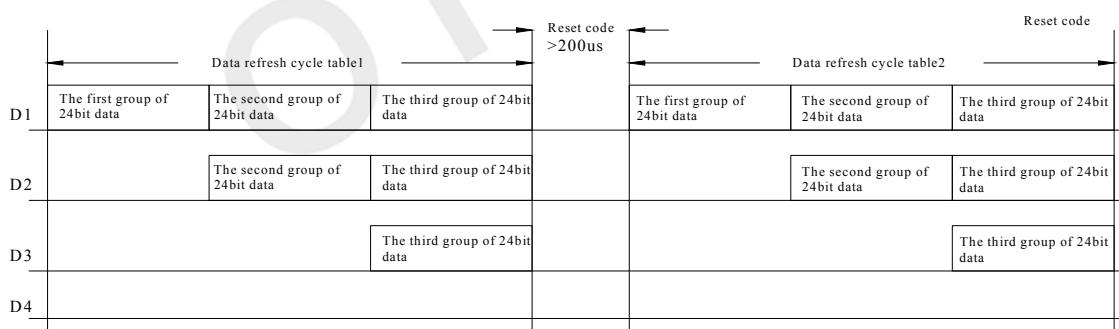 Reset code
>200us
Reset code
Data refresh cycle table1
Data refresh cycle table2
D1
The first group of
24bit data
The second group of
24bit data
The third group of 24bit
data
The first group of
24bit data
The second group of
24bit data
The third group of 24bit
data
D2
The second group of
24bit data
The third group of 24bit
data
The second group of
24bit data
The third group of 24bit
data
D3
The third group of 24bit
data
The third group of 24bit
data
D4